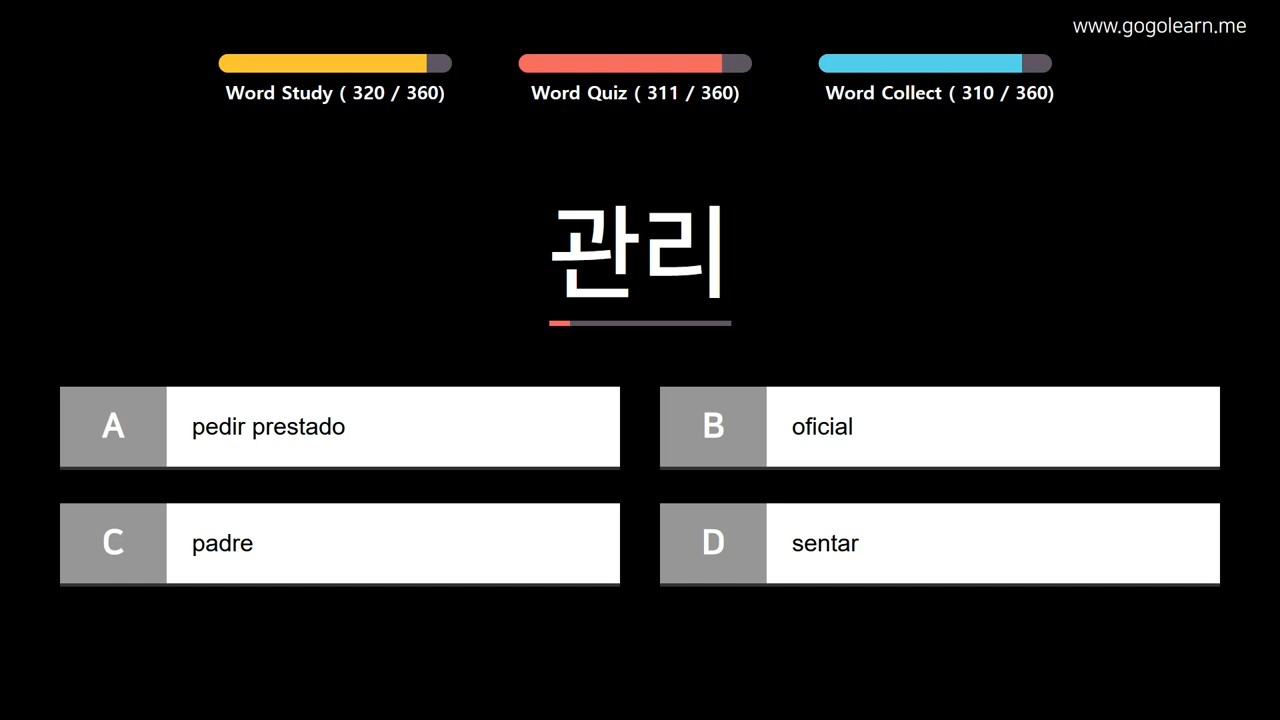 www.gogolearn.me
Word Study ( 320 / 360)
Word Quiz ( 311 / 360)
Word Collect ( 310 / 360)
관리
A pedir prestado
B oficial
C padre
D sentar